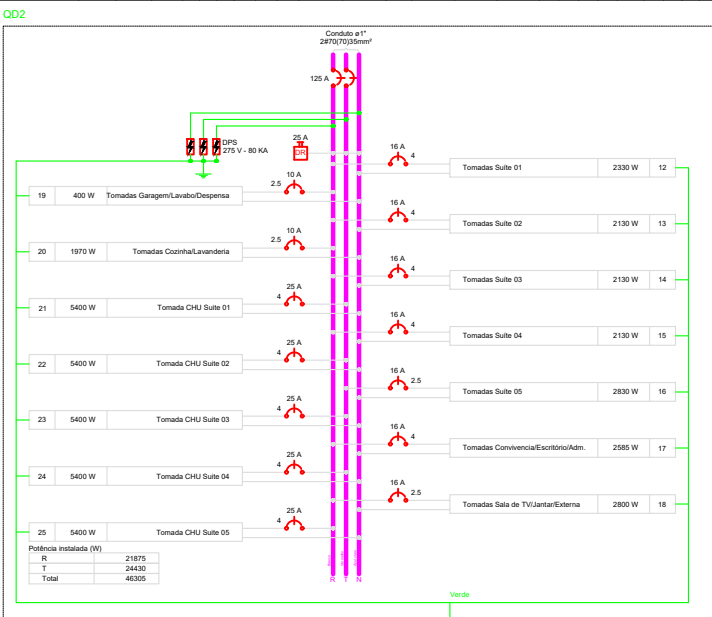 QD2
Conduto ø1"
2#70(70)35mm²
125 A
DPS
275 V - 80 KA
25 A
DR
16 A
4
Tomadas Suíte 01 2330 W 12
10 A
2.5
19 400 W Tomadas Garagem/Lavabo/Despensa
16 A
4
Tomadas Suíte 02 2130 W 13
10 A
2.5
20 1970 W Tomadas Cozinha/Lavanderia
16 A
4
Tomadas Suíte 03 2130 W 14
25 A
4
21 5400 W Tomada CHU Suite 01
16 A
4
Tomadas Suíte 04 2130 W 15
25 A
4
22 5400 W Tomada CHU Suite 02
16 A
2.5
Tomadas Suíte 05 2830 W 16
25 A
4
23 5400 W Tomada CHU Suite 03
16 A
4
Tomadas Convivencia/Escritório/Adm. 2585 W 17
25 A
4
24 5400 W Tomada CHU Suite 04
16 A
2.5
Tomadas Sala de TV/Jantar/Externa 2800 W 18
25 A
4
25 5400 W Tomada CHU Suite 05
Potência instalada (W)
R 21875
T 24430
Total 46305
R T N
Verde